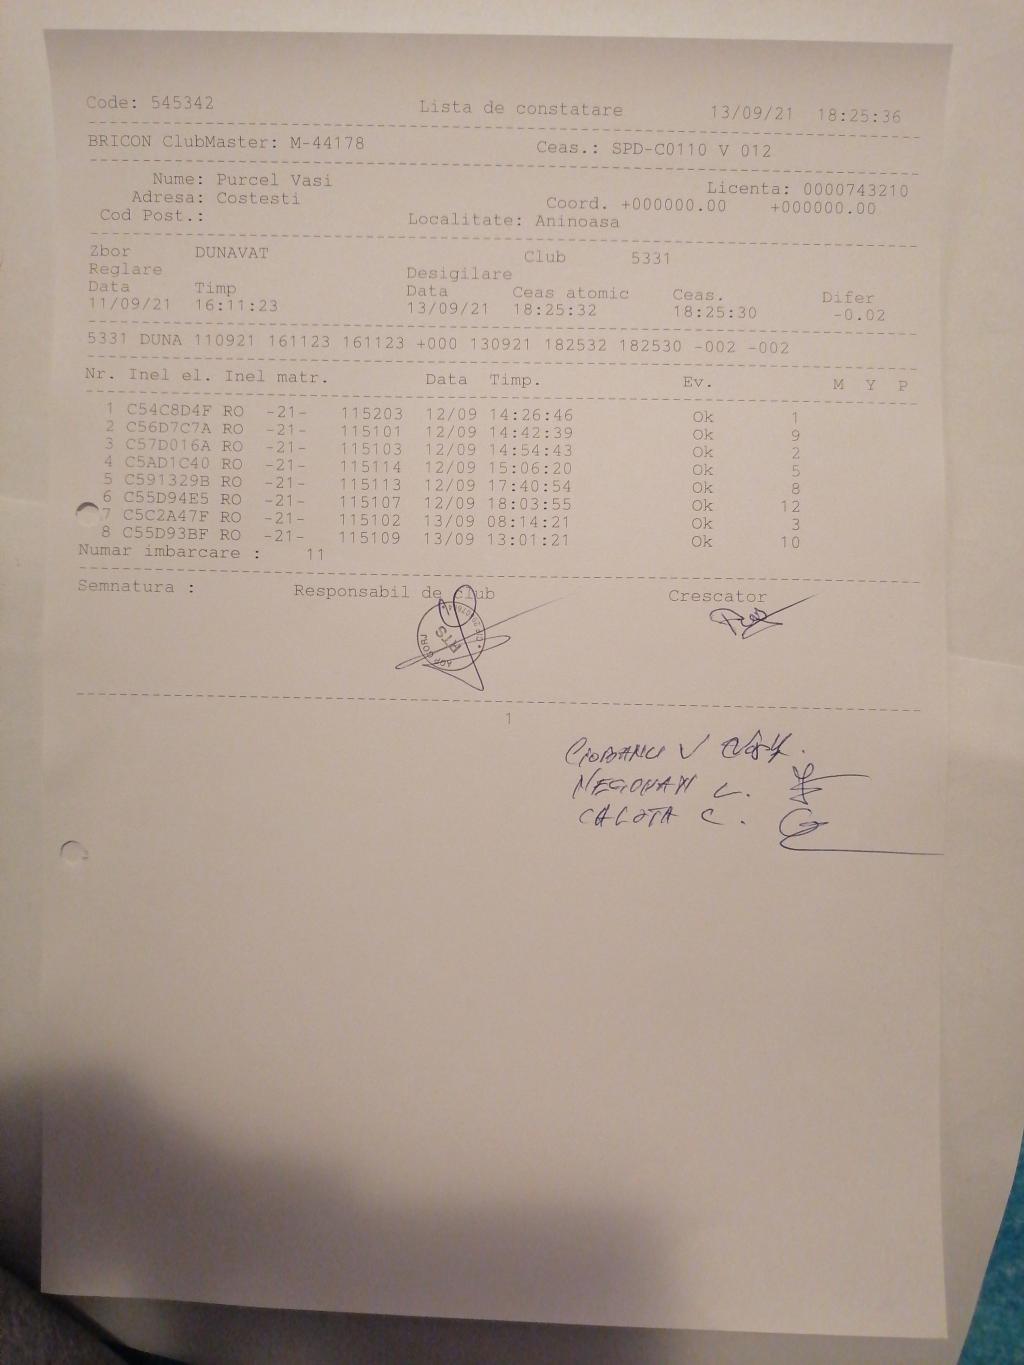 Code: 545342 Lista de constatare 13/09/21 18:25:36
BRICON ClubMaster: M-44178 Ceas.: SPD-C0110 V 012
Nume: Purcel Vasi Licenta: 0000743210
Adresa: Costesti Coord. +000000.00 +000000.00
Cod Post.: Localitate: Aninoasa
Zbor DUNAVAT Club 5331
Reglare Desigilare
Data Timp Data Ceas atomic Ceas. Difer
11/09/21 16:11:23 13/09/21 18:25:32 18:25:30 -0.02
5331 DUNA 110921 161123 161123 +000 130921 182532 182530 -002 -002
Nr. Inel el. Inel matr. Data Timp. Ev. M Y P
1 C54C8D4F RO -21- 115203 12/09 14:26:46 Ok 1
2 C56D7C7A RO -21- 115101 12/09 14:42:39 Ok 9
3 C57D016A RO -21- 115103 12/09 14:54:43 Ok 2
4 C5AD1C40 RO -21- 115114 12/09 15:06:20 Ok 5
5 C591329B RO -21- 115113 12/09 17:40:54 Ok 8
6 C55D94E5 RO -21- 115107 12/09 18:03:55 Ok 12
7 C5C2A47F RO -21- 115102 13/09 08:14:21 Ok 3
8 C55D93BF RO -21- 115109 13/09 13:01:21 Ok 10
Numar imbarcare : 11
Semnatura : Responsabil de club Crescator
RTS
GORJ
1
CIOBANU V
L.
CALOTA C.